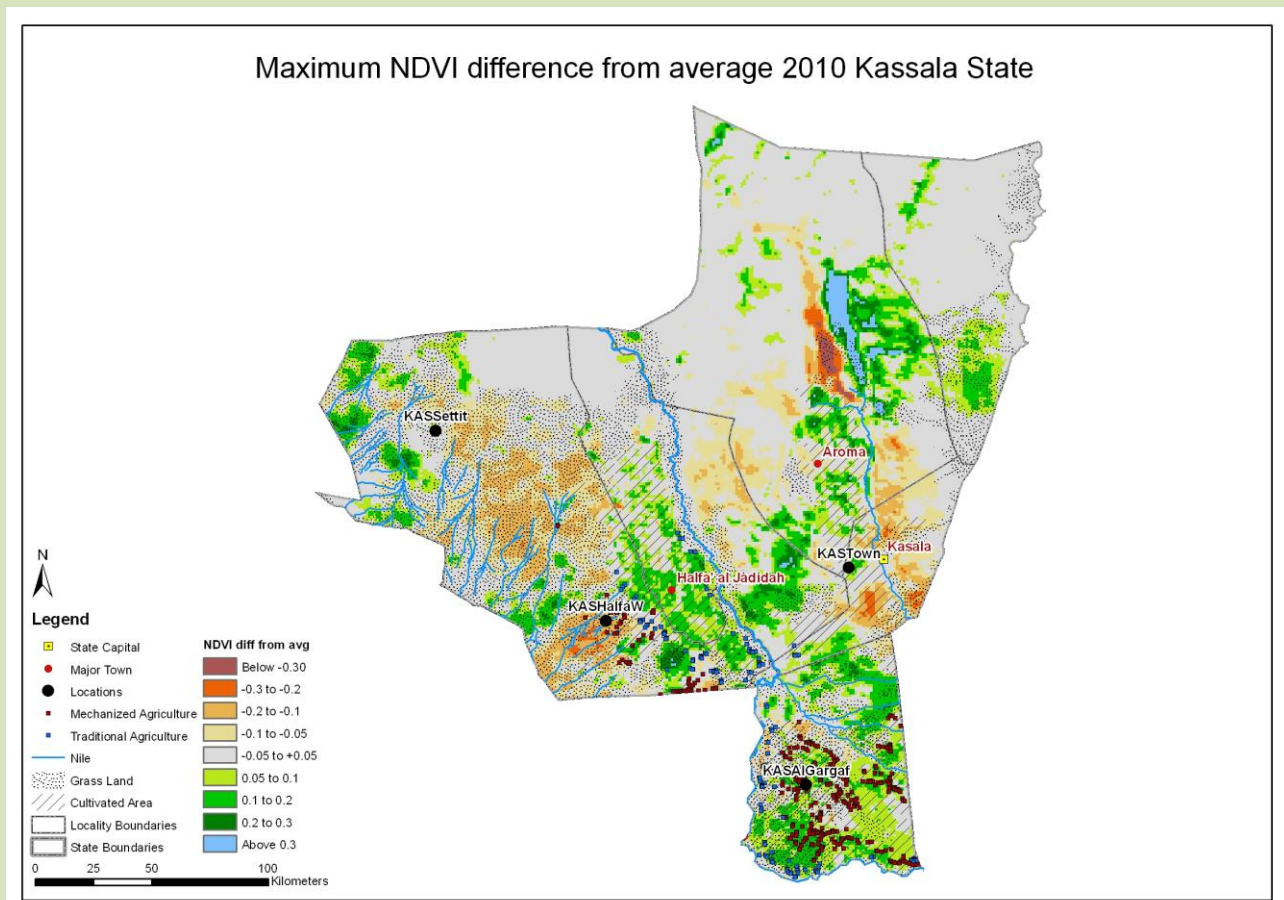 Maximum NDVI difference from average 2010 Kassala State
KASSettit
Aroma
KASTown
Kasala
Halfa' al Jadidah
KASHalfaW
KASAlGargaf
N
Legend
State Capital
Major Town
Locations
Mechanized Agriculture
Traditional Agriculture
Nile
Grass Land
Cultivated Area
Locality Boundaries
State Boundaries
NDVI diff from avg
Below -0.30
-0.3 to -0.2
-0.2 to -0.1
-0.1 to -0.05
-0.05 to +0.05
0.05 to 0.1
0.1 to 0.2
0.2 to 0.3
Above 0.3
0 25 50 100
Kilometers